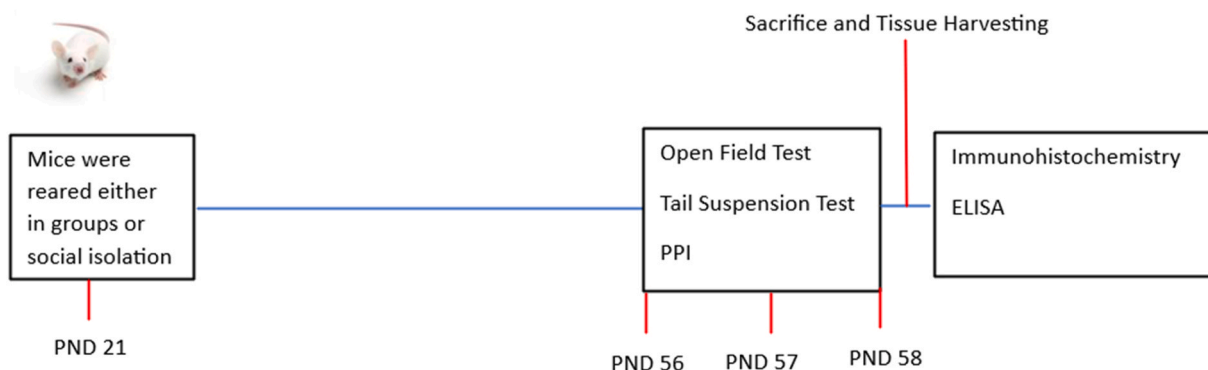 Sacrifice and Tissue Harvesting
Mice were
reared either
in groups or
social isolation
Open Field Test
Tail Suspension Test
PPI
Immunohistochemistry
ELISA
PND 21
PND 56
PND 57
PND 58